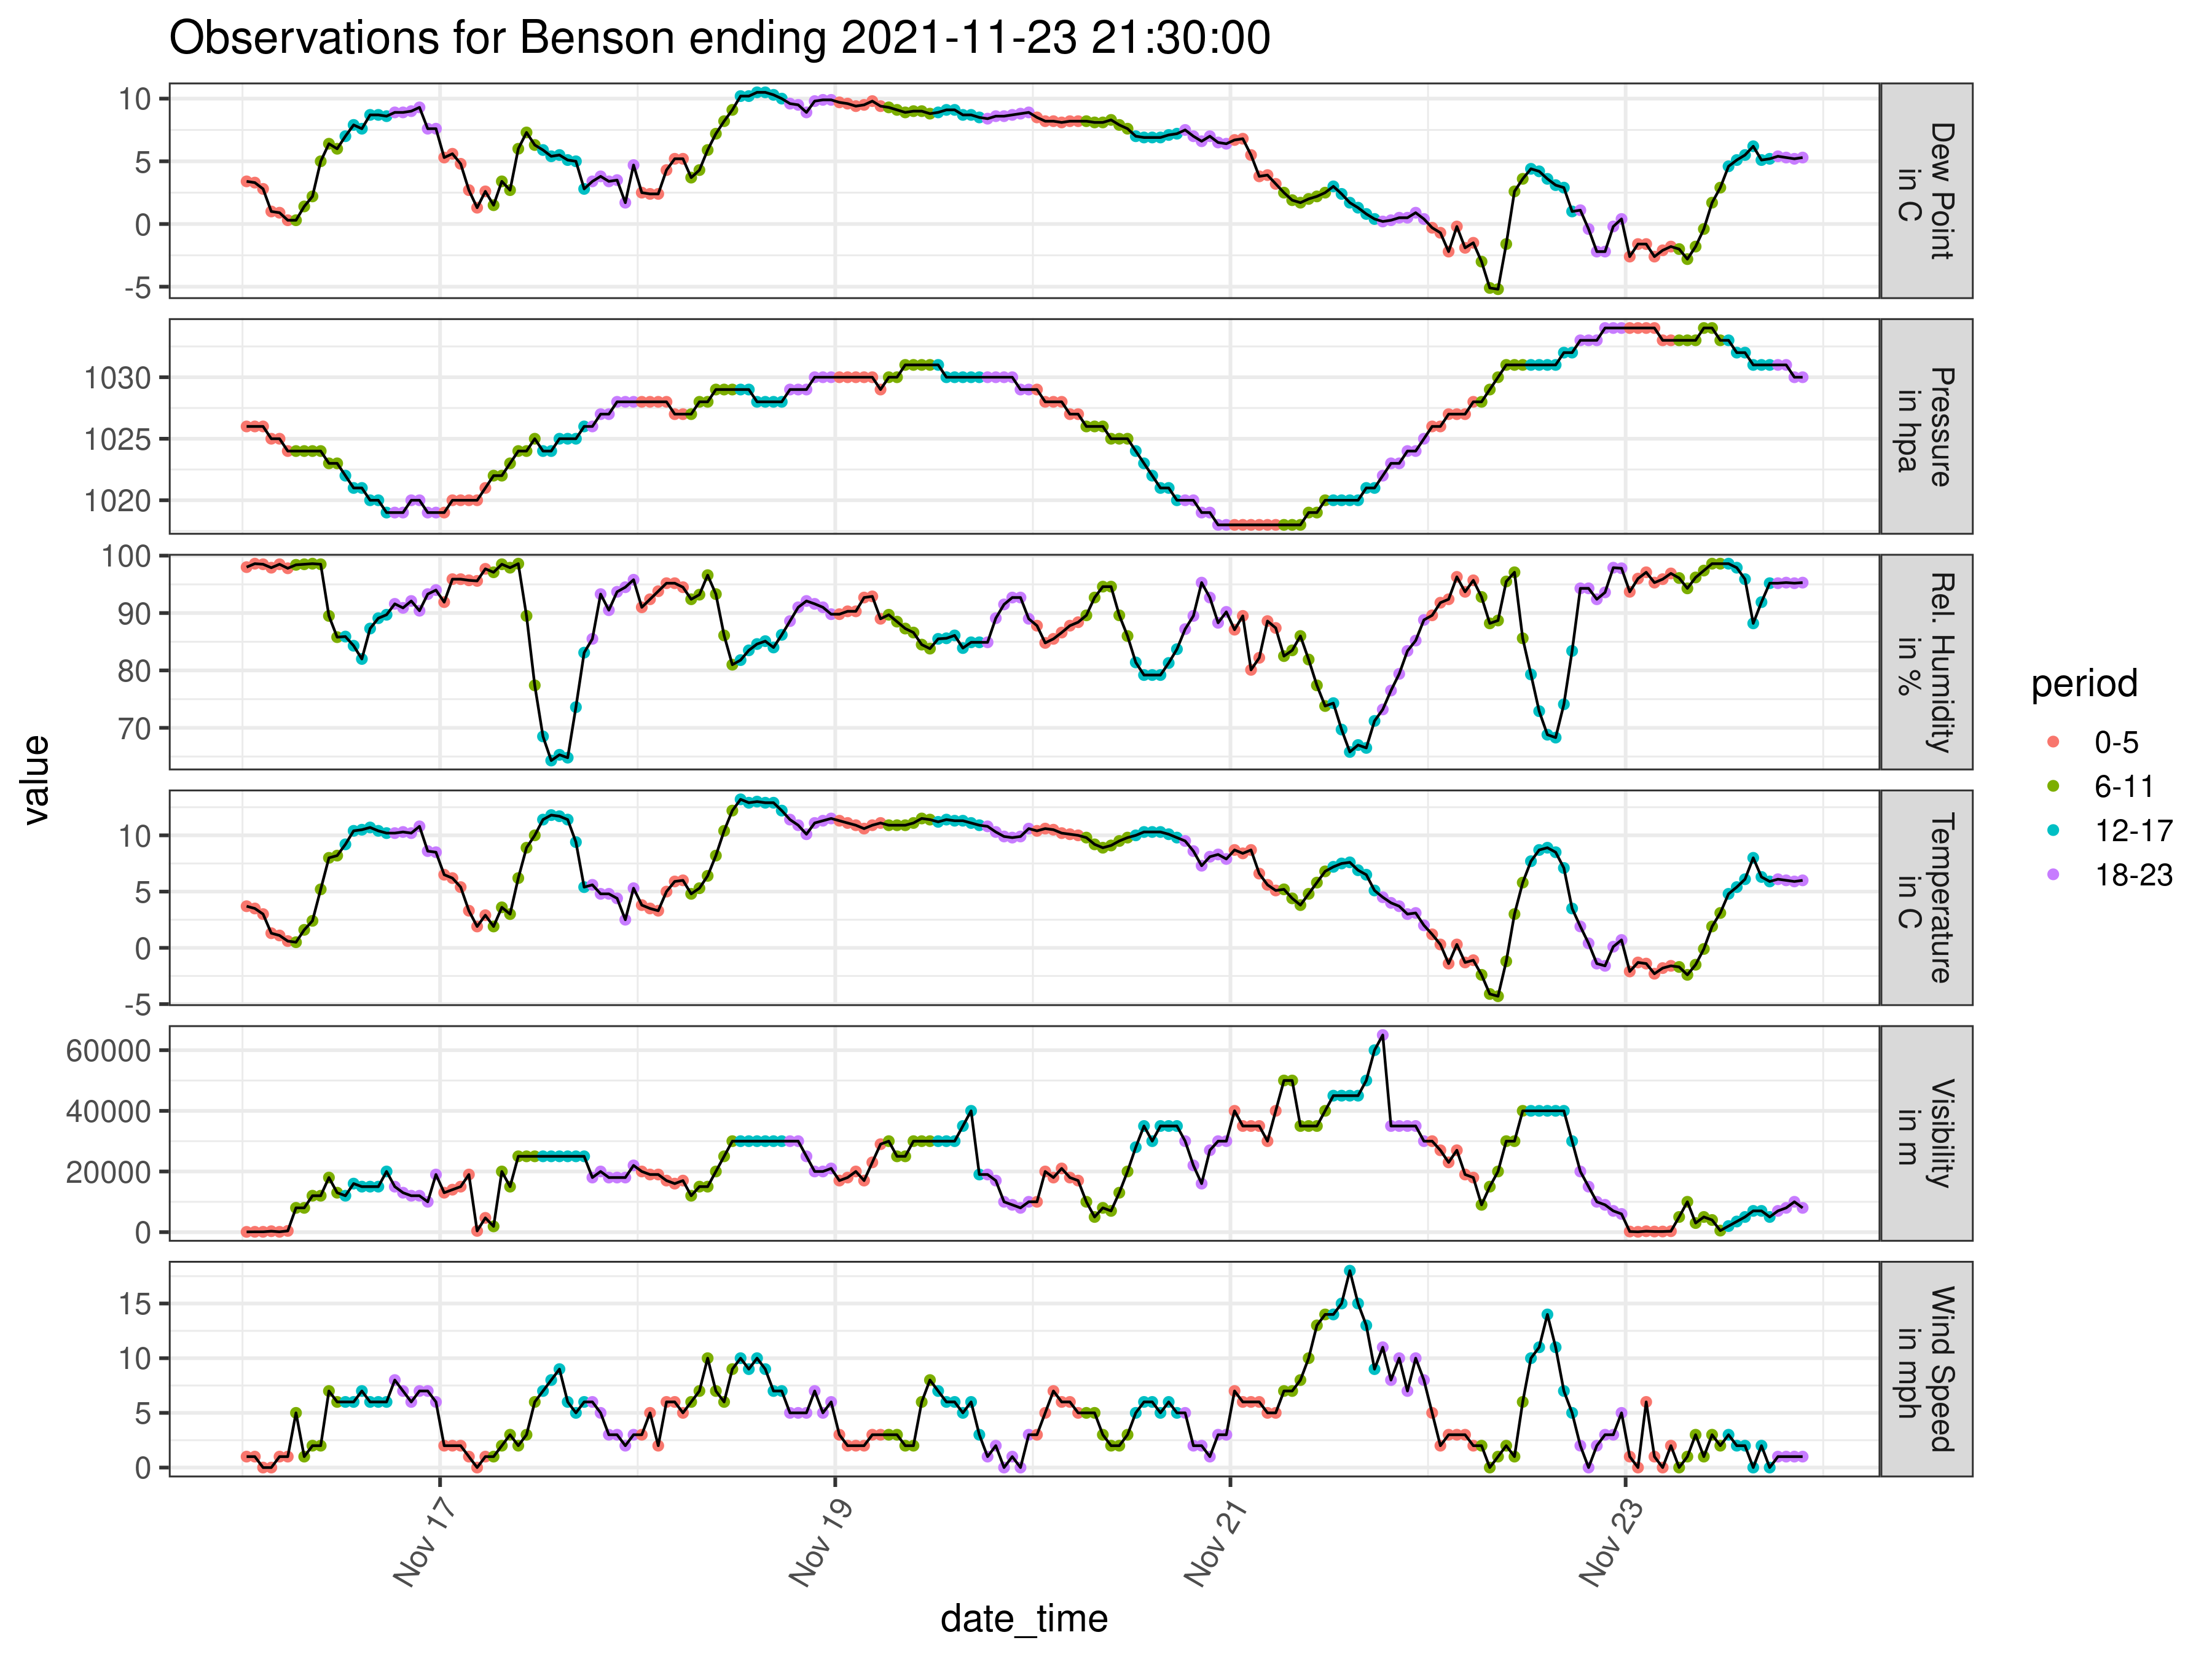 Observations for Benson ending 2021-11-23 21:30:00
value
10
5
0
-5
Dew Point
in C
1030
1025
1020
Pressure
in hpa
100
90
80
70
Rel. Humidity
in %
10
5
0
-5
Temperature
in C
60000
40000
20000
0
Visibility
in m
15
10
5
0
Wind Speed
in mph
Nov 17
Nov 19
Nov 21
Nov 23
date_time
period
0-5
6-11
12-17
18-23